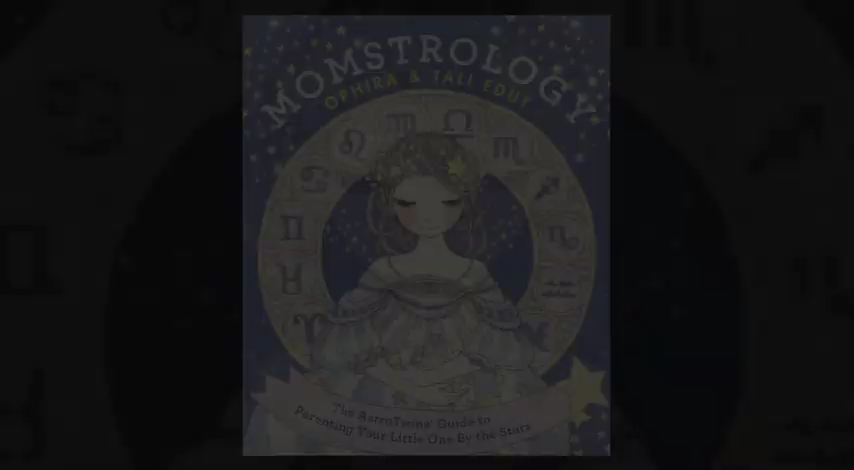 MOMSTROLOGY
OPHIRA & TALI EDUT
The AstroTwins' Guide to
Parenting Your Little One By the Stars